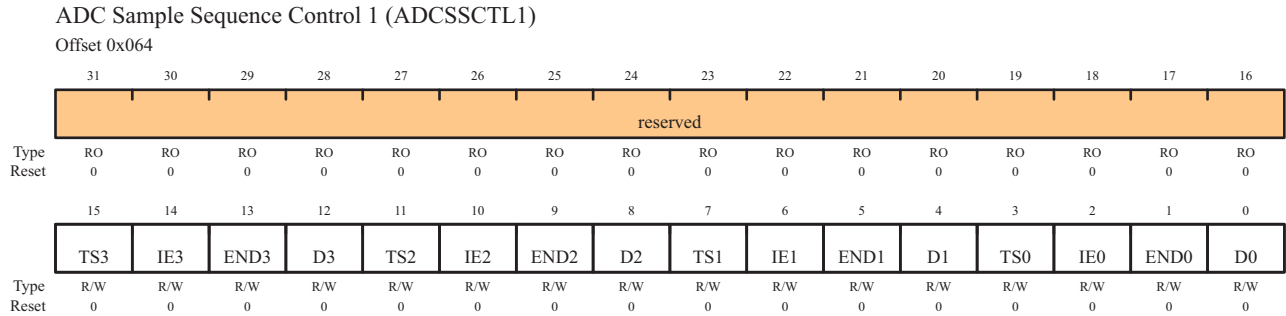 ADC Sample Sequence Control 1 (ADCSSCTL1)
Offset 0x064
31 30 29 28 27 26 25 24 23 22 21 20 19 18 17 16
reserved
Type RO RO RO RO RO RO RO RO RO RO RO RO RO RO RO RO
Reset 0 0 0 0 0 0 0 0 0 0 0 0 0 0 0 0
15 14 13 12 11 10 9 8 7 6 5 4 3 2 1 0
TS3 IE3 END3 D3 TS2 IE2 END2 D2 TS1 IE1 END1 D1 TS0 IE0 END0 D0
Type R/W R/W R/W R/W R/W R/W R/W R/W R/W R/W R/W R/W R/W R/W R/W R/W
Reset 0 0 0 0 0 0 0 0 0 0 0 0 0 0 0 0